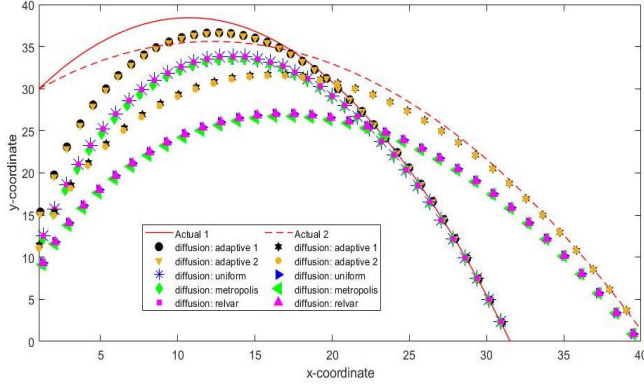 40
35
30
25
20
15
10
5
0
y-coordinate
Actual 1
Actual 2
diffusion: adaptive 1
diffusion: adaptive 1
diffusion: adaptive 2
diffusion: adaptive 2
diffusion: uniform
diffusion: uniform
diffusion: metropolis
diffusion: metropolis
diffusion: relvar
diffusion: relvar
5 10 15 20 25 30 35 40
x-coordinate